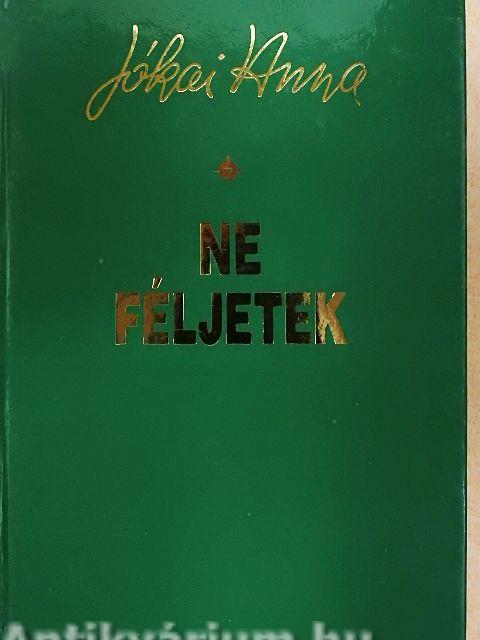 Jókai Anna
NE
FÉLJETEK
Antikvárium.hu